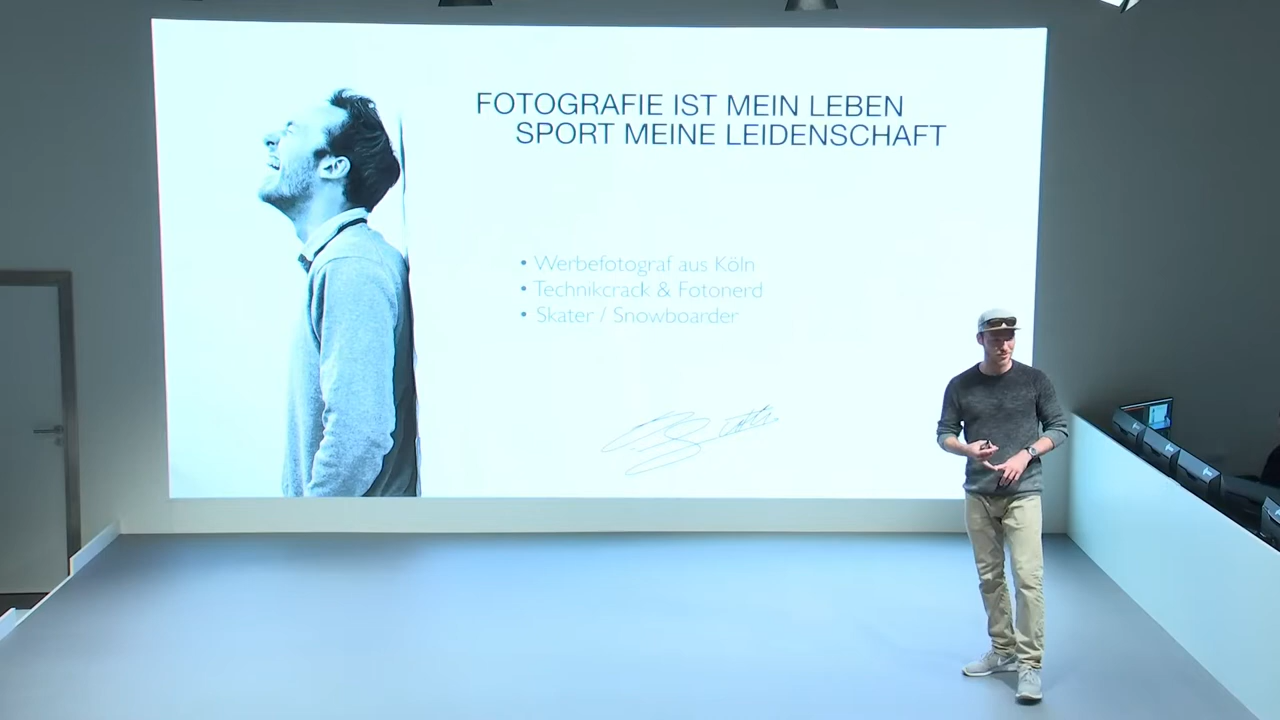 FOTOGRAFIE IST MEIN LEBEN
SPORT MEINE LEIDENSCHAFT
• Werbefotograf aus Köln
• Technikcrack & Fotonerd
• Skater / Snowboarder